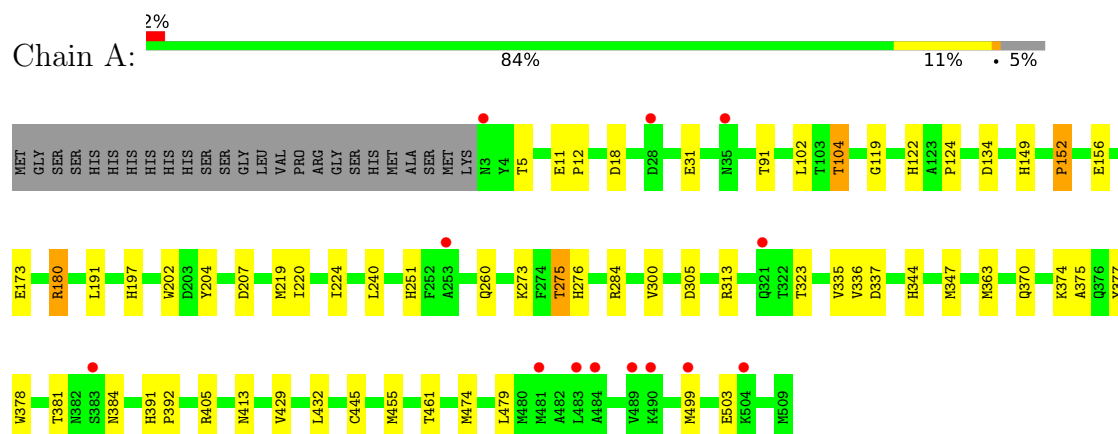 2%
Chain A:
84% 11% • 5%
MET GLY SER SER HIS HIS HIS HIS HIS HIS SER SER GLY LEU VAL PRO ARG GLY SER HIS MET ALA SER MET LYS N3 Y4 T5 E11 P12 D18 D28 E31 N35 T91 L102 T103 T104 G119 H122 A123 P124 D134 H149 P152 E156
E173 R180 L191 H197 W202 D203 Y204 D207 M219 I220 I224 L240 H251 F252 A253 Q260 K273 F274 T275 H276 R284 V300 D305 R313 Q321 T322 T323 V335 V336 D337 H344 M347 M363 Q370 K374 A375 Q376 Y377
W378 T381 N382 S383 N384 H391 P392 R405 N413 V429 L432 C445 M455 T461 M474 L479 M480 M481 A482 L483 A484 V489 K490 M499 E503 K504 M509